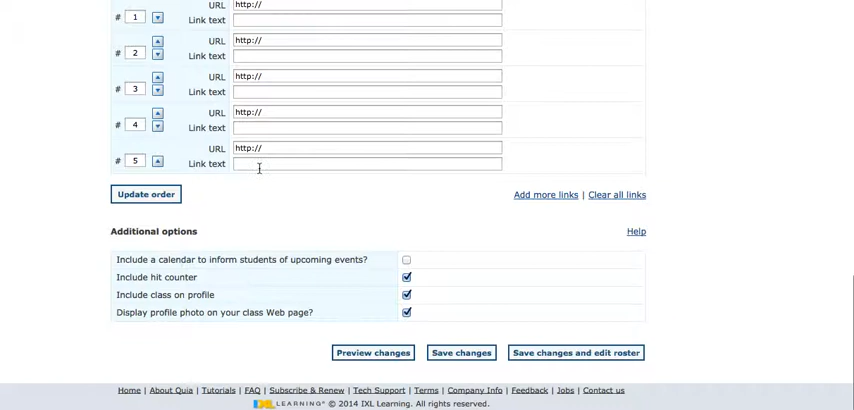 URL http://
# 1 Link text
URL http://
# 2 Link text
URL http://
# 3 Link text
URL http://
# 4 Link text
URL http://
# 5 Link text
Update order Add more links | Clear all links
Additional options Help
Include a calendar to inform students of upcoming events?
Include hit counter
Include class on profile
Display profile photo on your class Web page?
Preview changes Save changes Save changes and edit roster
Home | About Quia | Tutorials | FAQ | Subscribe & Renew | Tech Support | Terms | Company Info | Feedback | Jobs | Contact us
IXL LEARNING® © 2014 IXL Learning. All rights reserved.